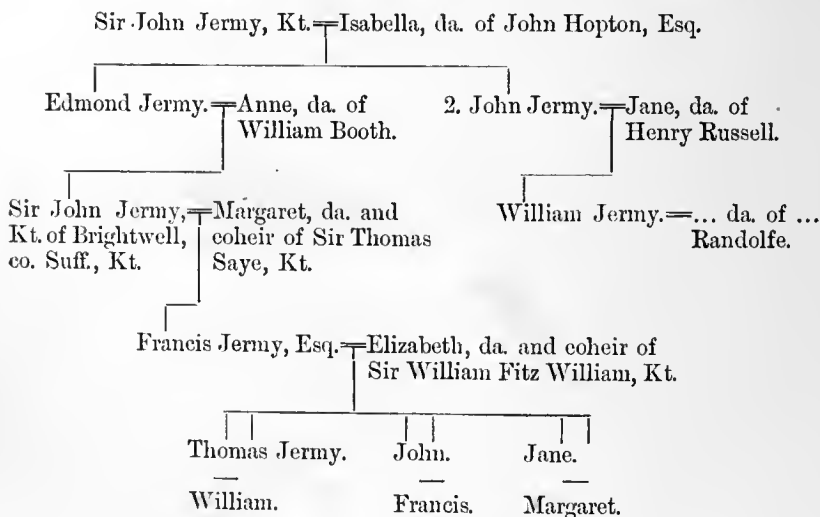 Sir John Jermy, Kt.=Isabella, da. of John Hopton, Esq.
Edmond Jermy.=Anne, da. of
William Booth.
2. John Jermy.=Jane, da. of
Henry Russell.
Sir John Jermy,=Margaret, da. and
Kt. of Brightwell, coheir of Sir Thomas
co. Suff., Kt. Saye, Kt.
William Jermy.=... da. of ...
Randolfe.
Francis Jermy, Esq.=Elizabeth, da. and coheir of
Sir William Fitz William, Kt.
Thomas Jermy. John. Jane.
William. Francis. Margaret.